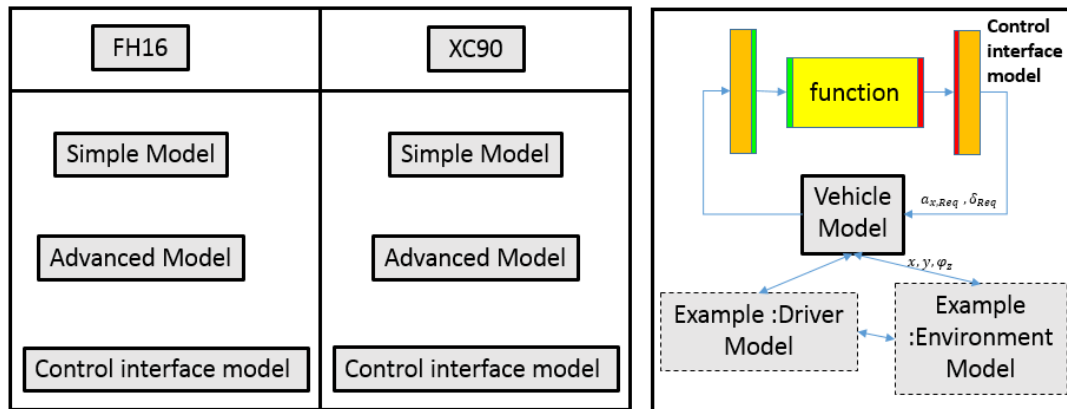 FH16
XC90
Simple Model
Simple Model
Advanced Model
Advanced Model
Control interface model
Control interface model
Control
interface
model
function
Vehicle
Model
a_{x,Req} , δ_{Req}
x, y, φ_z
Example :Driver
Model
Example
:Environment
Model